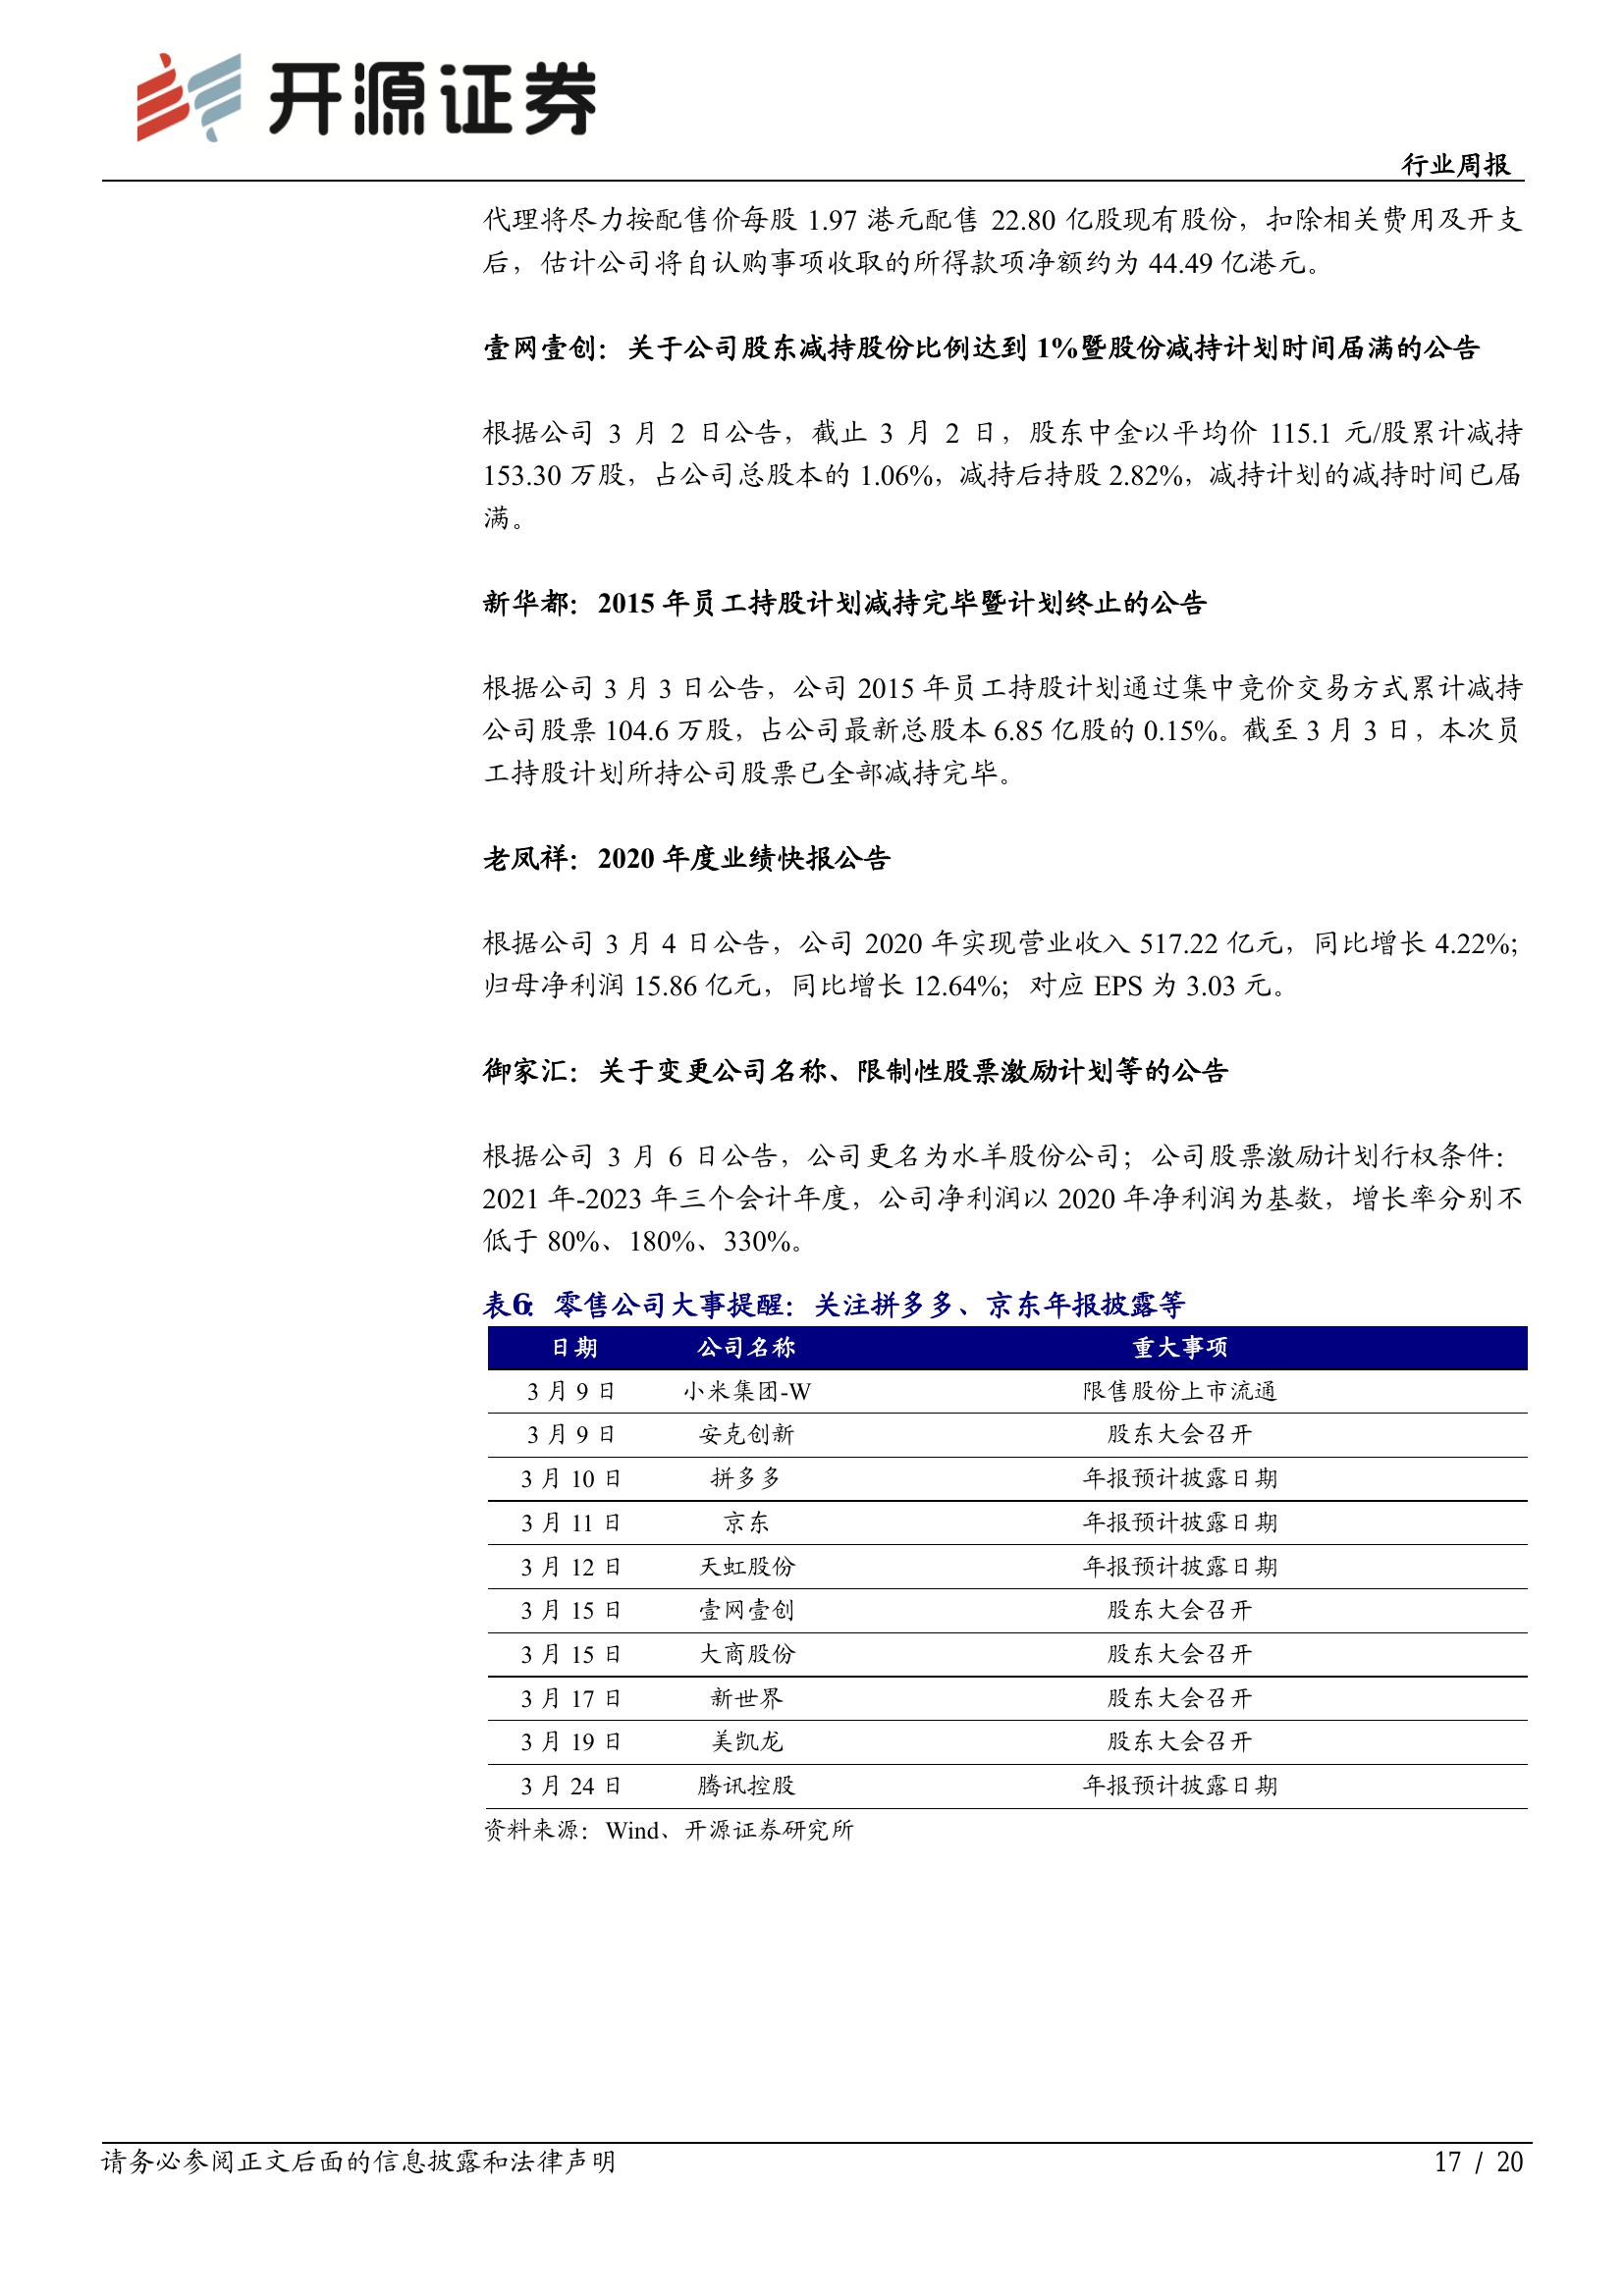 开源证券
行业周报
代理将尽力按配售价每股 1.97 港元配售 22.80 亿股现有股份，扣除相关费用及开支
后，估计公司将自认购事项收取的所得款项净额约为 44.49 亿港元。
壹网壹创：关于公司股东减持股份比例达到 1%暨股份减持计划时间届满的公告
根据公司 3 月 2 日公告，截止 3 月 2 日，股东中金以平均价 115.1 元/股累计减持
153.30 万股，占公司总股本的 1.06%，减持后持股 2.82%，减持计划的减持时间已届
满。
新华都：2015 年员工持股计划减持完毕暨计划终止的公告
根据公司 3 月 3 日公告，公司 2015 年员工持股计划通过集中竞价交易方式累计减持
公司股票 104.6 万股，占公司最新总股本 6.85 亿股的 0.15%。截至 3 月 3 日，本次员
工持股计划所持公司股票已全部减持完毕。
老凤祥：2020 年度业绩快报公告
根据公司 3 月 4 日公告，公司 2020 年实现营业收入 517.22 亿元，同比增长 4.22%;
归母净利润 15.86 亿元，同比增长 12.64%；对应 EPS 为 3.03 元。
御家汇：关于变更公司名称、限制性股票激励计划等的公告
根据公司 3 月 6 日公告，公司更名为水羊股份公司；公司股票激励计划行权条件：
2021 年-2023 年三个会计年度，公司净利润以 2020 年净利润为基数，增长率分别不
低于 80%、180%、330%。
表6：零售公司大事提醒：关注拼多多、京东年报披露等
日期 公司名称 重大事项
3 月 9 日 小米集团-W 限售股份上市流通
3 月 9 日 安克创新 股东大会召开
3 月 10 日 拼多多 年报预计披露日期
3 月 11 日 京东 年报预计披露日期
3 月 12 日 天虹股份 年报预计披露日期
3 月 15 日 壹网壹创 股东大会召开
3 月 15 日 大商股份 股东大会召开
3 月 17 日 新世界 股东大会召开
3 月 19 日 美凯龙 股东大会召开
3 月 24 日 腾讯控股 年报预计披露日期
资料来源：Wind、开源证券研究所
请务必参阅正文后面的信息披露和法律声明 17 / 20